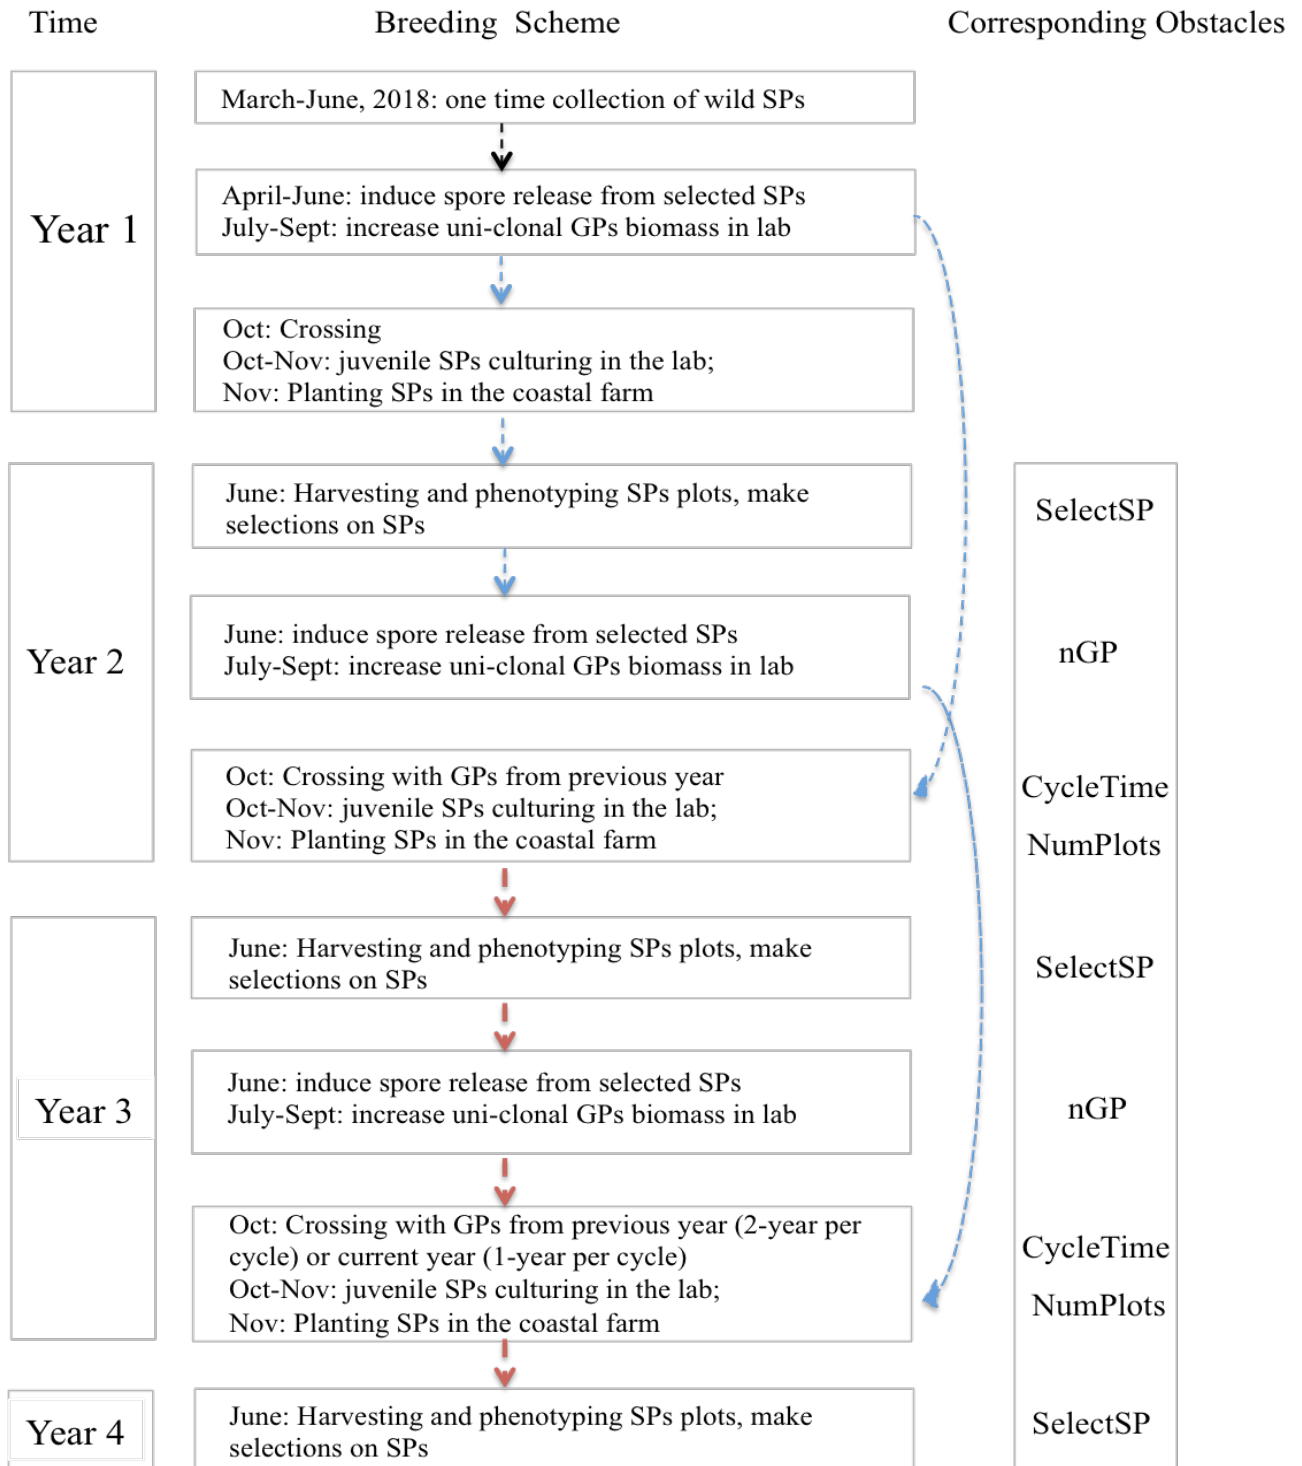 Time
Breeding Scheme
Corresponding Obstacles
Year 1
March-June, 2018: one time collection of wild SPs
April-June: induce spore release from selected SPs
July-Sept: increase uni-clonal GPs biomass in lab
Oct: Crossing
Oct-Nov: juvenile SPs culturing in the lab;
Nov: Planting SPs in the coastal farm
Year 2
June: Harvesting and phenotyping SPs plots, make
selections on SPs
SelectSP
June: induce spore release from selected SPs
July-Sept: increase uni-clonal GPs biomass in lab
nGP
Oct: Crossing with GPs from previous year
Oct-Nov: juvenile SPs culturing in the lab;
Nov: Planting SPs in the coastal farm
CycleTime
NumPlots
Year 3
June: Harvesting and phenotyping SPs plots, make
selections on SPs
SelectSP
June: induce spore release from selected SPs
July-Sept: increase uni-clonal GPs biomass in lab
nGP
Oct: Crossing with GPs from previous year (2-year per
cycle) or current year (1-year per cycle)
Oct-Nov: juvenile SPs culturing in the lab;
Nov: Planting SPs in the coastal farm
CycleTime
NumPlots
Year 4
June: Harvesting and phenotyping SPs plots, make
selections on SPs
SelectSP